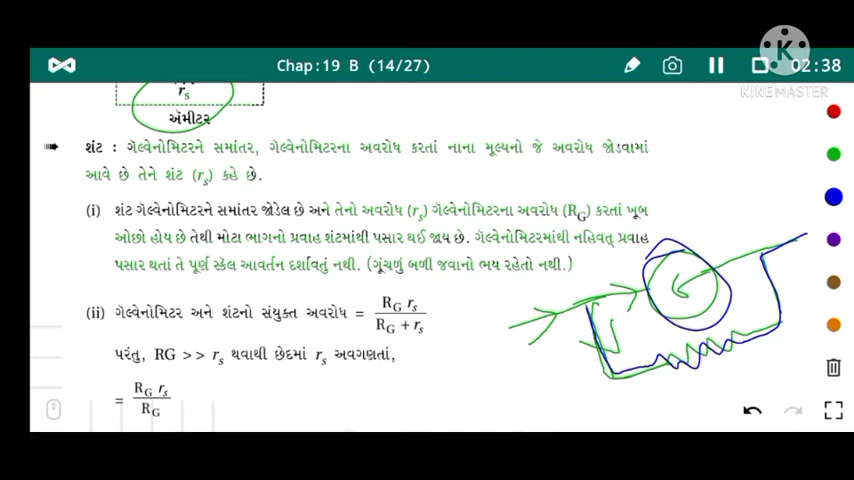 Chap:19 B (14/27)
02:38
KINEMASTER
rs
ઍમીટર
શંટ : ગૅલ્વેનોમિટરને સમાંતર, ગૅલ્વેનોમિટરના અવરોધ કરતાં નાના મૂલ્યનો જે અવરોધ જોડવામાં
આવે છે તેને શંટ (rs) કહે છે.
(i) શંટ ગૅલ્વેનોમિટરને સમાંતર જોડેલ છે અને તેનો અવરોધ (rs) ગૅલ્વેનોમિટરના અવરોધ (RG) કરતાં ખૂબ
ઓછો હોય છે તેથી મોટા ભાગનો પ્રવાહ શંટમાંથી પસાર થઈ જાય છે. ગૅલ્વેનોમિટરમાંથી નહિવત્ પ્રવાહ
પસાર થતાં તે પૂર્ણ સ્કેલ આવર્તન દર્શાવતું નથી. (ગૂંચળું બળી જવાનો ભય રહેતો નથી.)
(ii) ગૅલ્વેનોમિટર અને શંટનો સંયુક્ત અવરોધ = RG rs / RG + rs
પરંતુ, RG >> rs થવાથી છેદમાં rs અવગણતાં,
= RG rs / RG
G